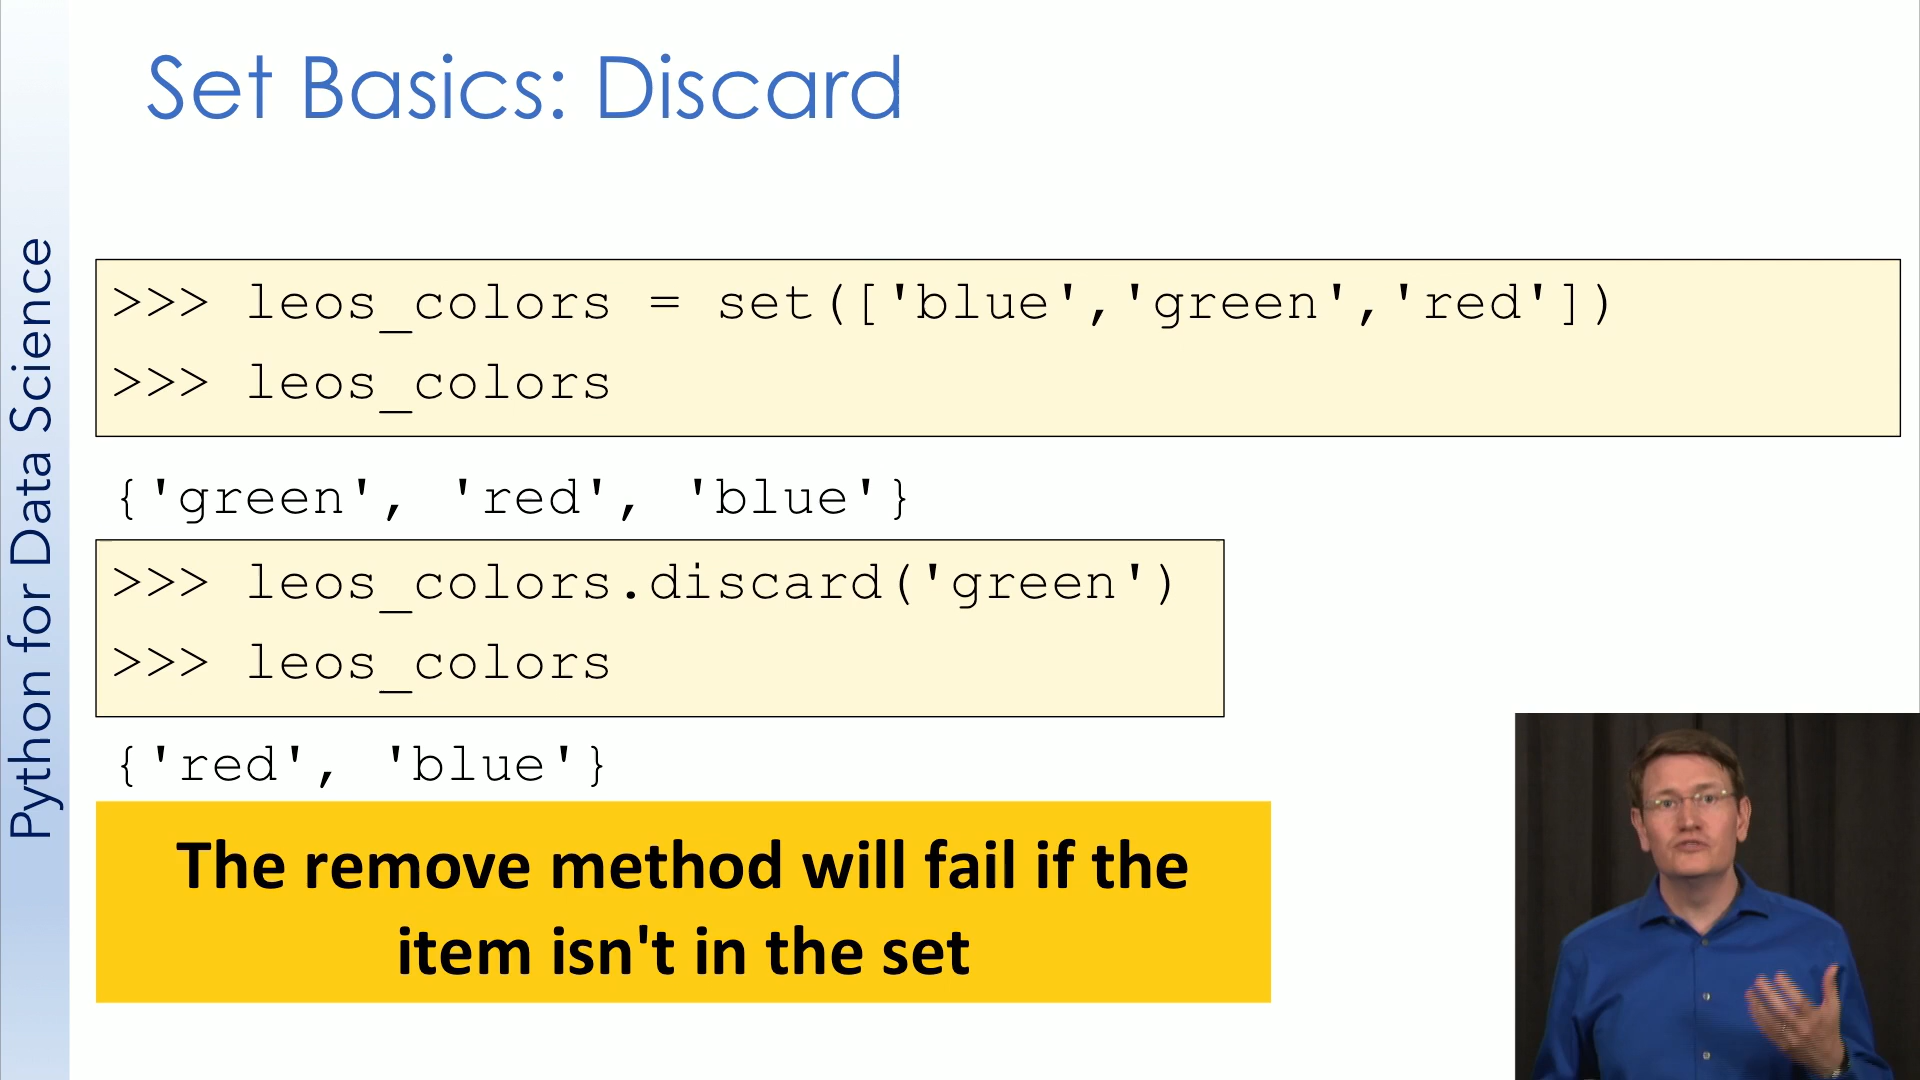 Set Basics: Discard
Python for Data Science
>>> leos_colors = set(['blue','green','red'])
>>> leos_colors
{'green', 'red', 'blue'}
>>> leos_colors.discard('green')
>>> leos_colors
{'red', 'blue'}
The remove method will fail if the
item isn't in the set